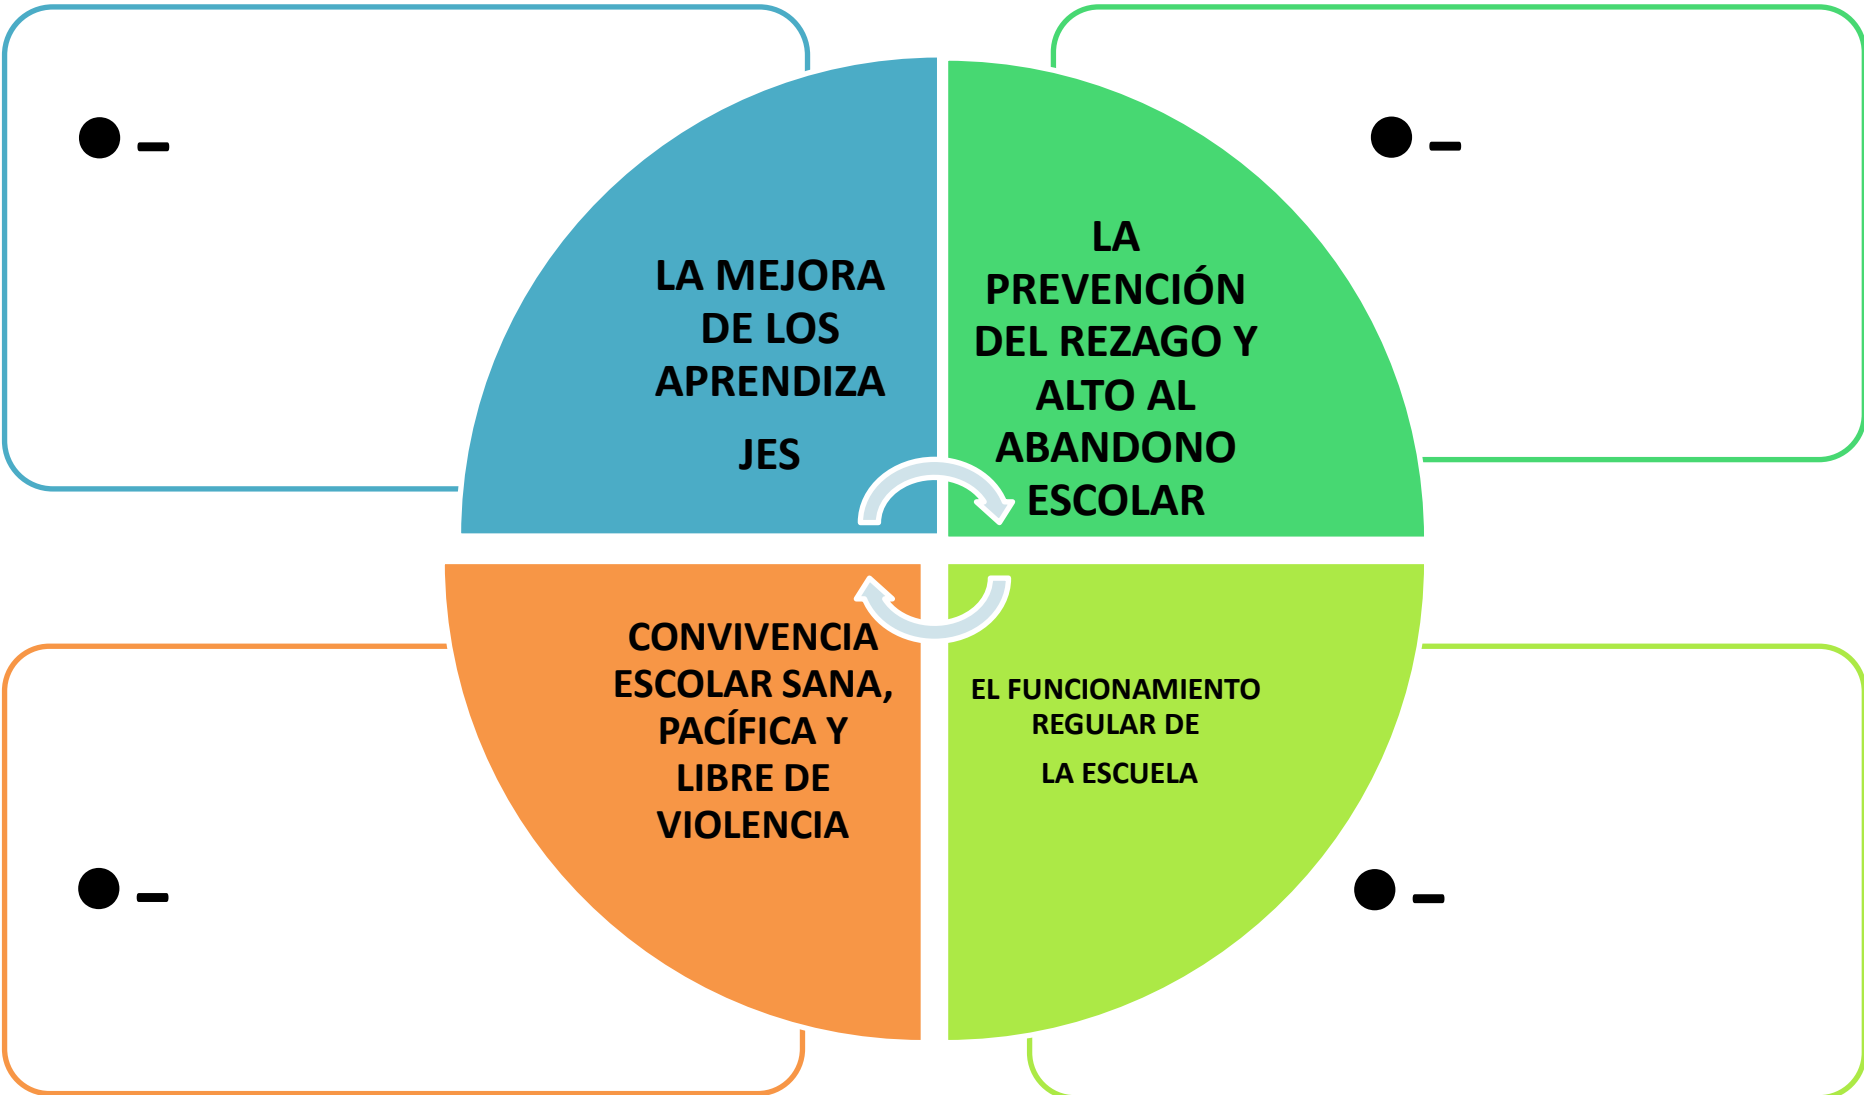 ● –
● –
LA MEJORA
DE LOS
APRENDIZA
JES
LA
PREVENCIÓN
DEL REZAGO Y
ALTO AL
ABANDONO
ESCOLAR
CONVIVENCIA
ESCOLAR SANA,
PACÍFICA Y
LIBRE DE
VIOLENCIA
EL FUNCIONAMIENTO
REGULAR DE
LA ESCUELA
● –
● –